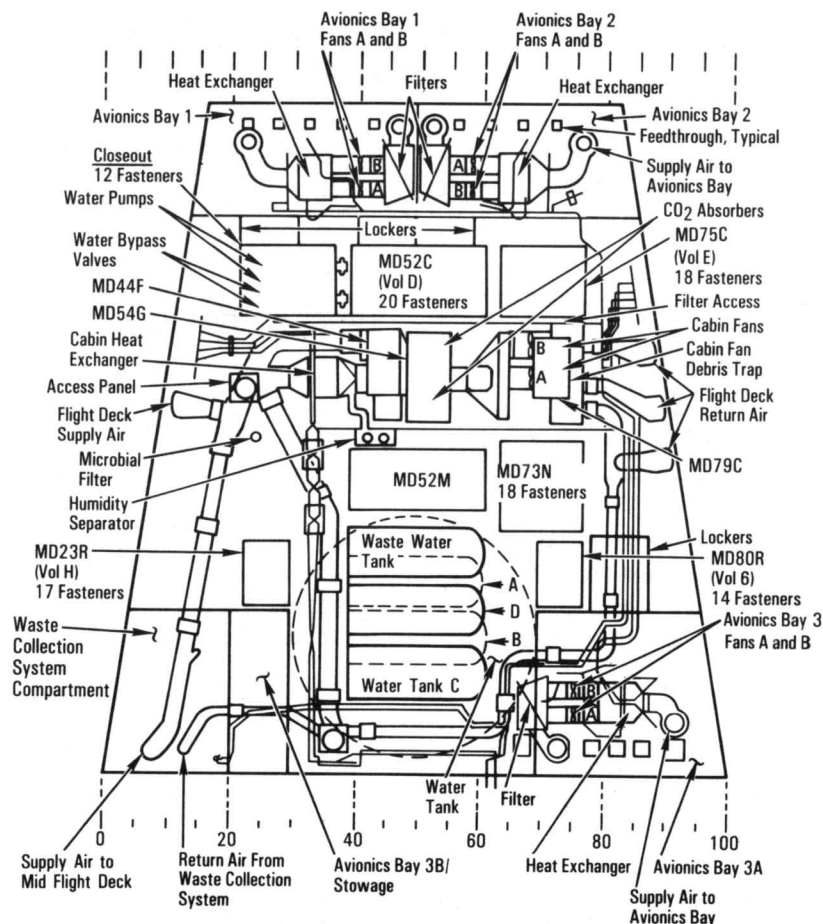 Avionics Bay 1
Fans A and B
Avionics Bay 2
Fans A and B
Heat Exchanger
Filters
Heat Exchanger
Avionics Bay 1
Avionics Bay 2
Feedthrough, Typical
B
A
A
B
Closeout
12 Fasteners
Supply Air to
Avionics Bay
Water Pumps
Lockers
CO2 Absorbers
Water Bypass
Valves
MD52C
(Vol D)
20 Fasteners
MD75C
(Vol E)
18 Fasteners
MD44F
Filter Access
MD54G
Cabin Fans
Cabin Heat
Exchanger
B
A
Cabin Fan
Debris Trap
Access Panel
Flight Deck
Supply Air
Flight Deck
Return Air
Microbial
Filter
MD52M
MD73N
18 Fasteners
MD79C
Humidity
Separator
MD23R
(Vol H)
17 Fasteners
Waste Water
Tank
Lockers
MD80R
(Vol 6)
14 Fasteners
A
D
B
Avionics Bay 3
Fans A and B
Waste
Collection
System
Compartment
Water Tank C
B
A
Water
Tank
Filter
0
20
40
60
80
100
Supply Air to
Mid Flight Deck
Return Air From
Waste Collection
System
Avionics Bay 3B/
Stowage
Heat Exchanger
Avionics Bay 3A
Supply Air to
Avionics Bay